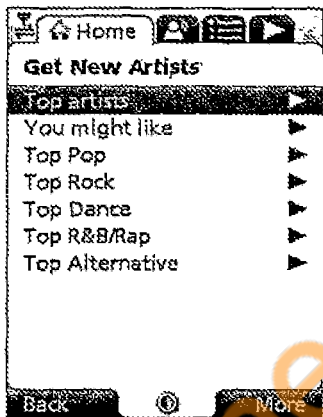 Home
Get New Artists
Top artists
You might like
Top Pop
Top Rock
Top Dance
Top R&B/Rap
Top Alternative
Back More